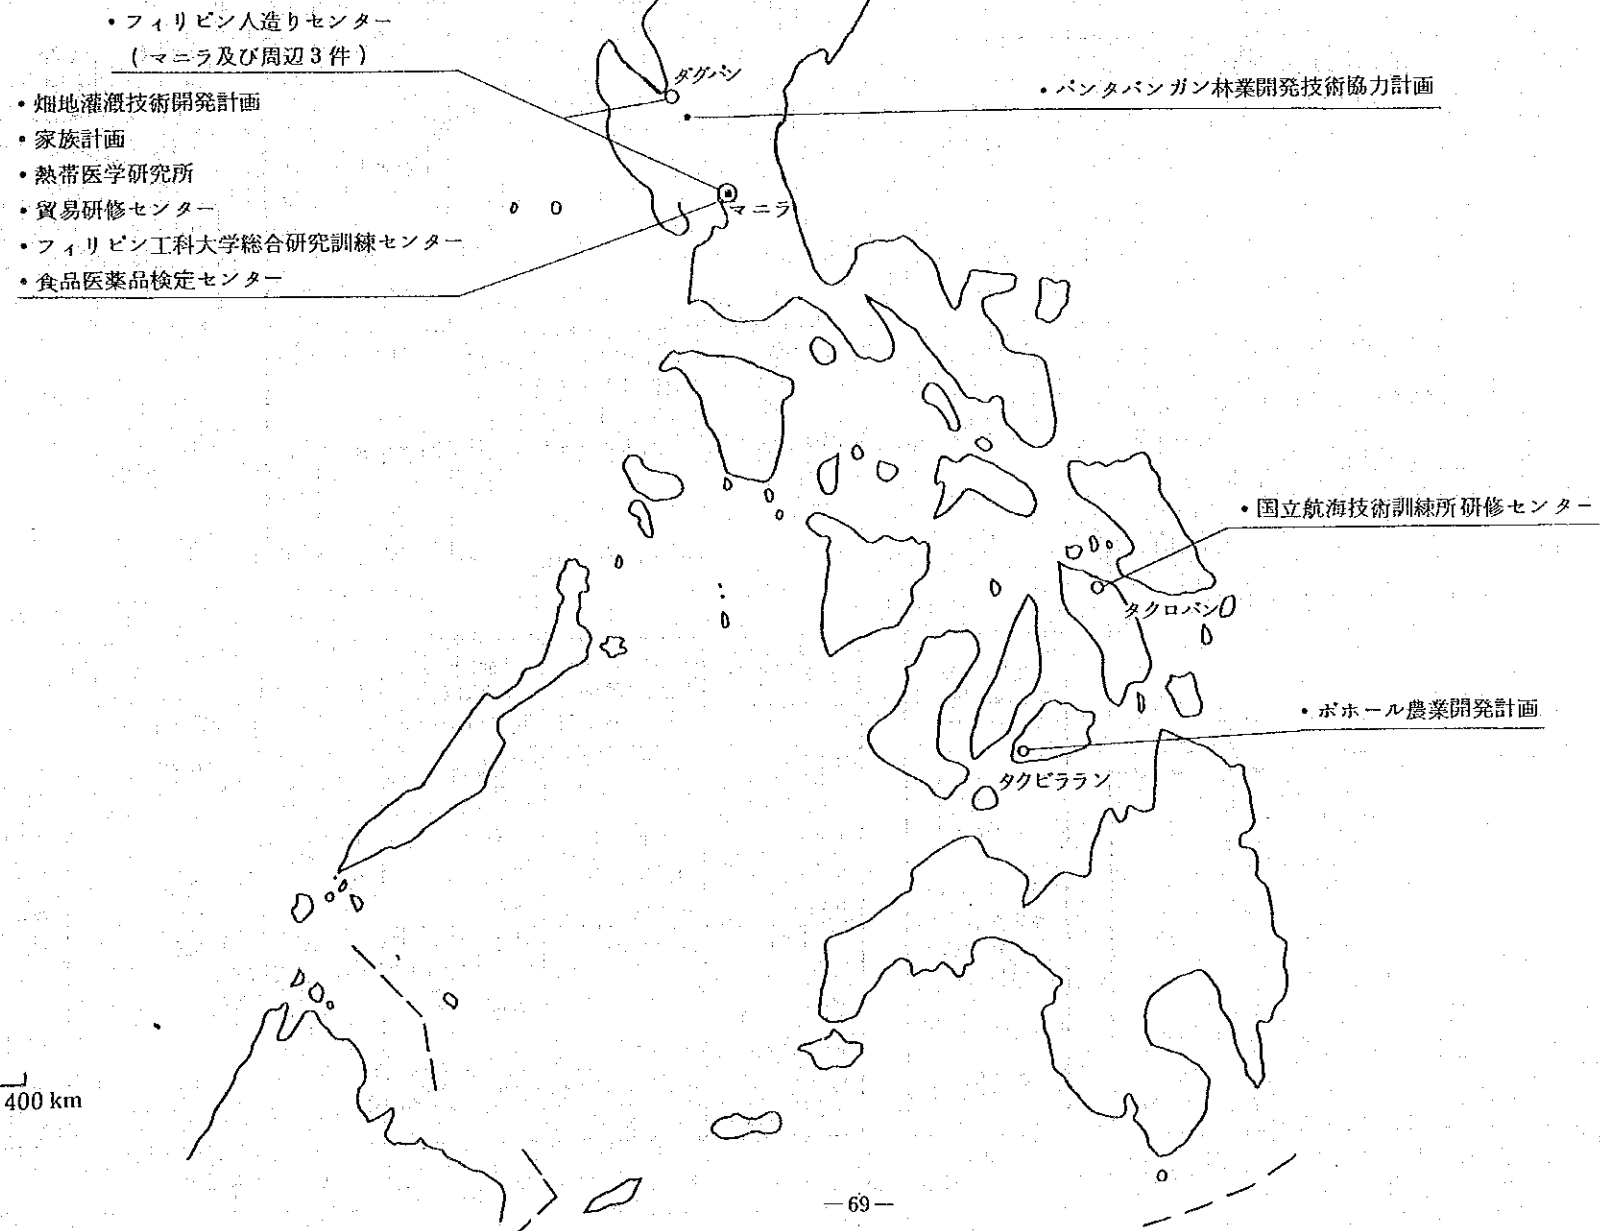 ・フィリピン人造りセンター
(マニラ及び周辺3件)
・畑地灌漑技術開発計画
・家族計画
・熱帯医学研究所
・貿易研修センター
・フィリピン工科大学総合研究訓練センター
・食品医薬品検定センター
ダグパン
・パンタバンガン林業開発技術協力計画
マニラ
・国立航海技術訓練所研修センター
タクロバン
・ボホール農業開発計画
タクビララン
400 km
—69—